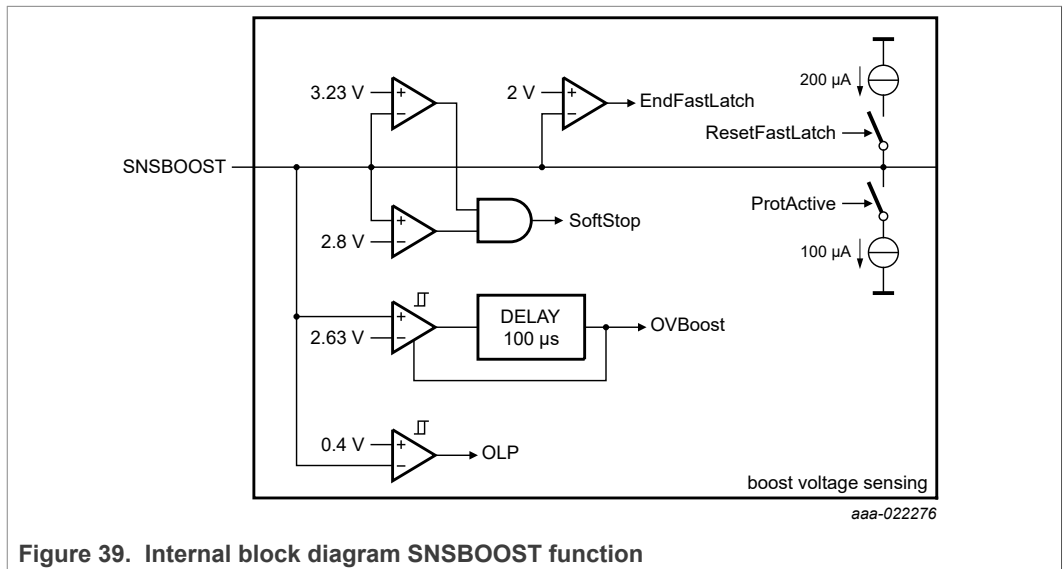 3.23 V
+
−
2 V
+
−
EndFastLatch
200 µA
ResetFastLatch
SNSBOOST
ProtActive
+
−
2.8 V
SoftStop
100 µA
+
−
2.63 V
DELAY
100 µs
OVBoost
0.4 V
+
−
OLP
boost voltage sensing
aaa-022276
Figure 39. Internal block diagram SNSBOOST function